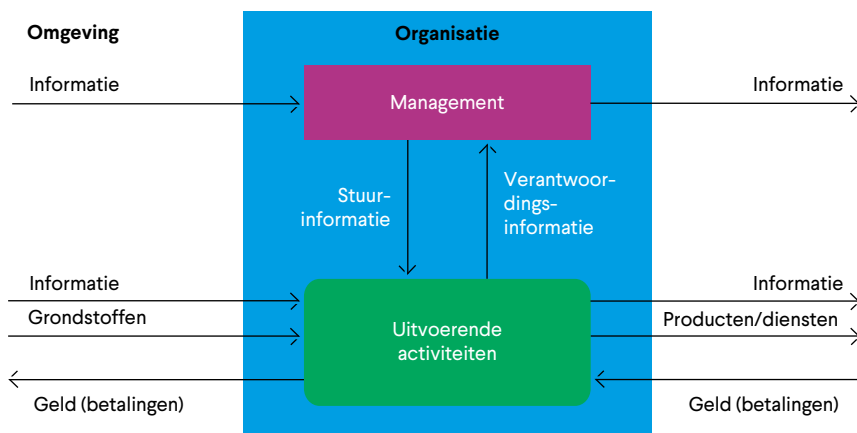 Omgeving
Organisatie
Informatie
Management
Informatie
Stuur-
informatie
Verantwoor-
dings-
informatie
Informatie
Informatie
Grondstoffen
Uitvoerende
activiteiten
Producten/diensten
Geld (betalingen)
Geld (betalingen)